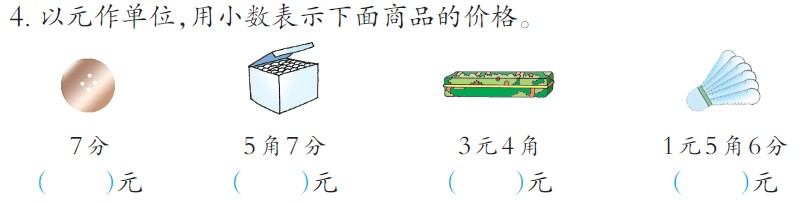 4. 以元作单位,用小数表示下面商品的价格。
7分 5角7分 3元4角 1元5角6分
( )元 ( )元 ( )元 ( )元